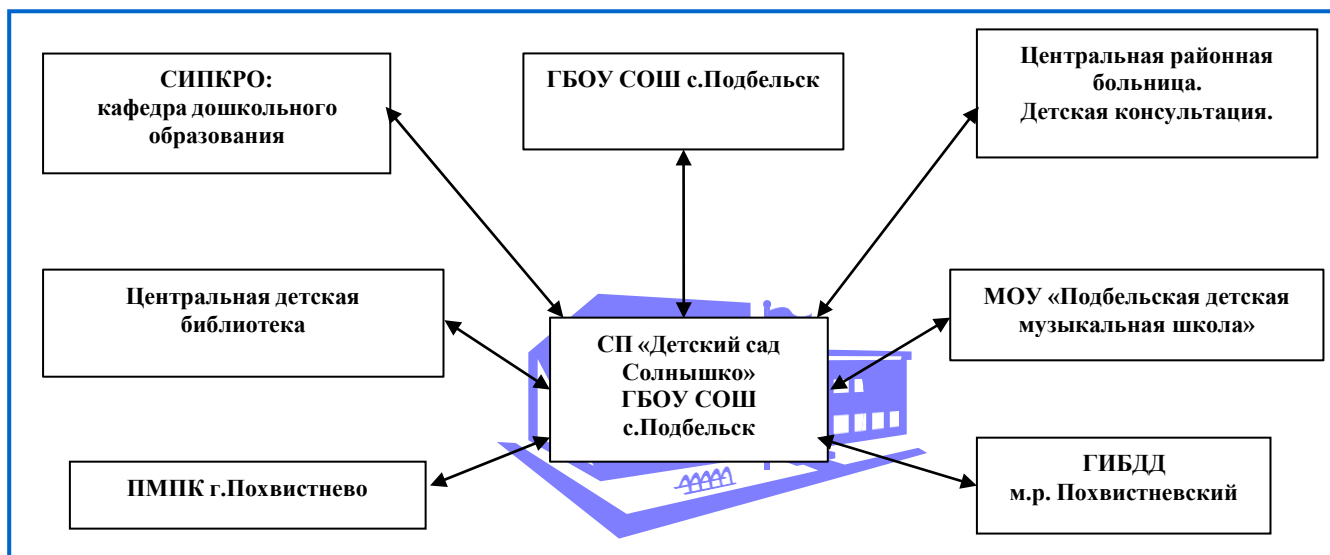 СИПКРО:
кафедра дошкольного
образования
ГБОУ СОШ с.Подбельск
Центральная районная
больница.
Детская консультация.
Центральная детская
библиотека
СП «Детский сад
Солнышко»
ГБОУ СОШ
с.Подбельск
МОУ «Подбельская детская
музыкальная школа»
ПМПК г.Похвистнево
ГИБДД
м.р. Похвистневский